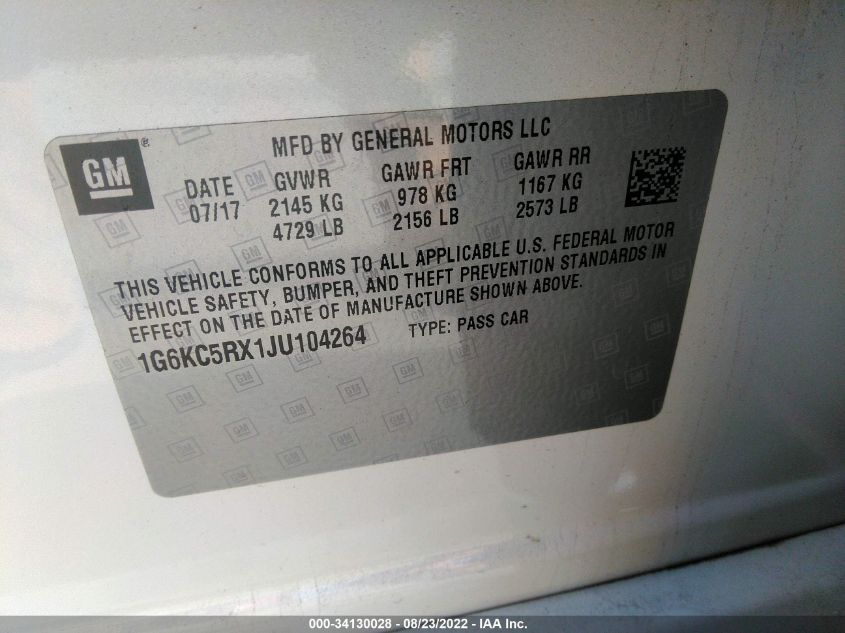 GM®
MFD BY GENERAL MOTORS LLC
DATE GVWR GAWR FRT GAWR RR
07/17 2145 KG 978 KG 1167 KG
4729 LB 2156 LB 2573 LB
THIS VEHICLE CONFORMS TO ALL APPLICABLE U.S. FEDERAL MOTOR
VEHICLE SAFETY, BUMPER, AND THEFT PREVENTION STANDARDS IN
EFFECT ON THE DATE OF MANUFACTURE SHOWN ABOVE.
1G6KC5RX1JU104264 TYPE: PASS CAR
000-34130028 - 08/23/2022 - IAA Inc.